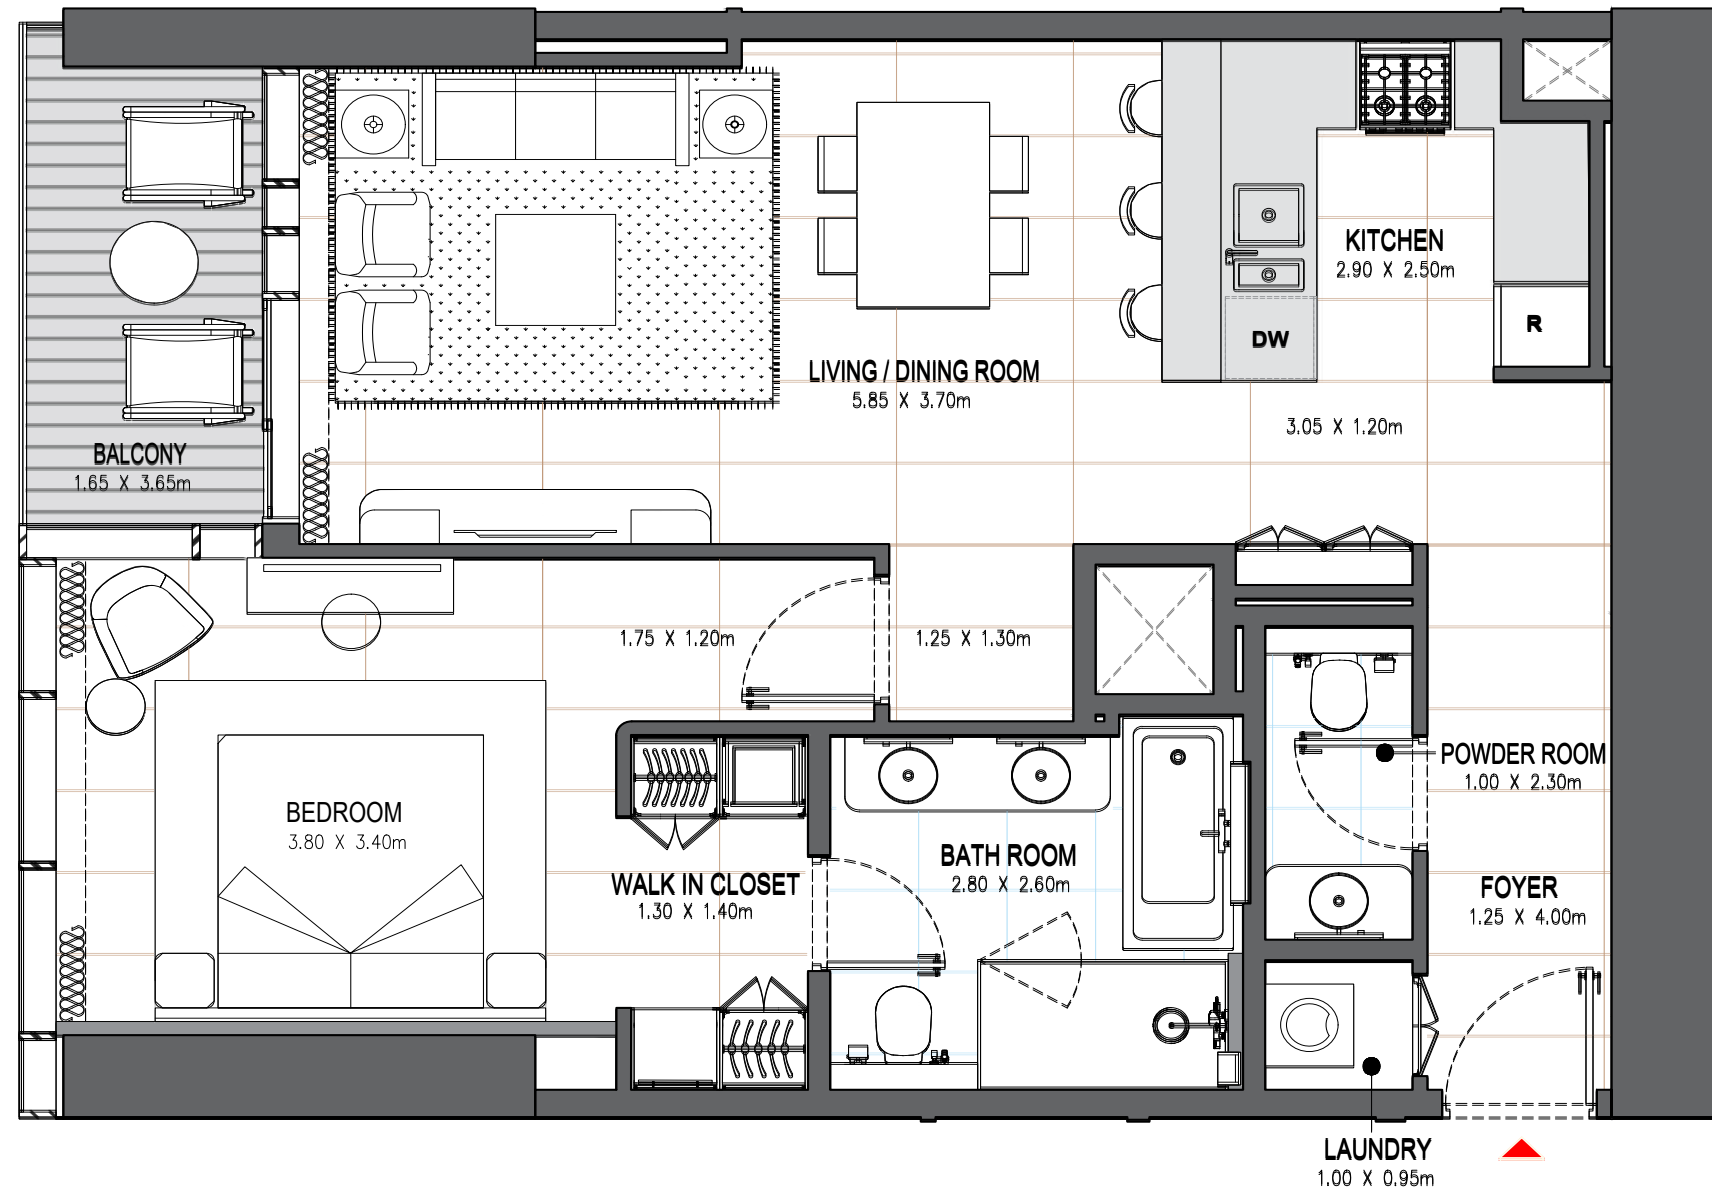 KITCHEN
2.90 X 2.50m
R
DW
LIVING / DINING ROOM
5.85 X 3.70m
3.05 X 1.20m
BALCONY
1.65 X 3.65m
1.75 X 1.20m
1.25 X 1.30m
POWDER ROOM
1.00 X 2.30m
BEDROOM
3.80 X 3.40m
BATH ROOM
2.80 X 2.60m
WALK IN CLOSET
1.30 X 1.40m
FOYER
1.25 X 4.00m
LAUNDRY
1.00 X 0.95m